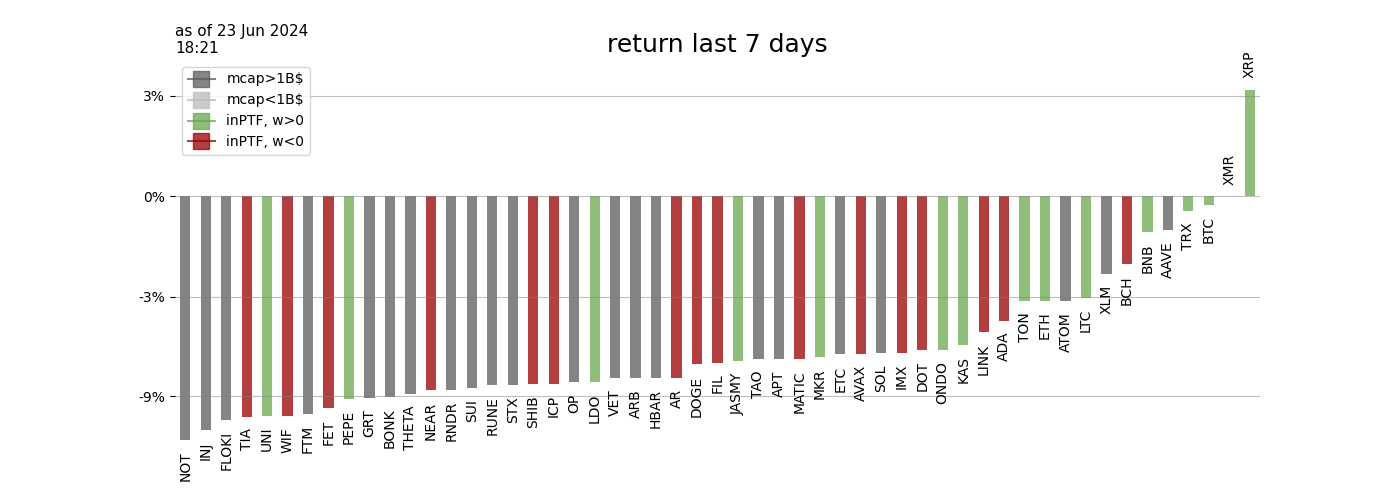 as of 23 Jun 2024
18:21
return last 7 days
mcap>1B$
mcap<1B$
inPTF, w>0
inPTF, w<0
3%
0%
-3%
-9%
NOT
INJ
FLOKI
TIA
UNI
WIF
FTM
FET
PEPE
GRT
BONK
THETA
NEAR
RNDR
SUI
RUNE
STX
SHIB
ICP
OP
LDO
VET
ARB
HBAR
AR
DOGE
FIL
JASMY
TAO
APT
MATIC
MKR
ETC
AVAX
SOL
IMX
DOT
ONDO
KAS
LINK
ADA
TON
ETH
ATOM
LTC
XLM
BCH
BNB
AAVE
TRX
BTC
XMR
XRP